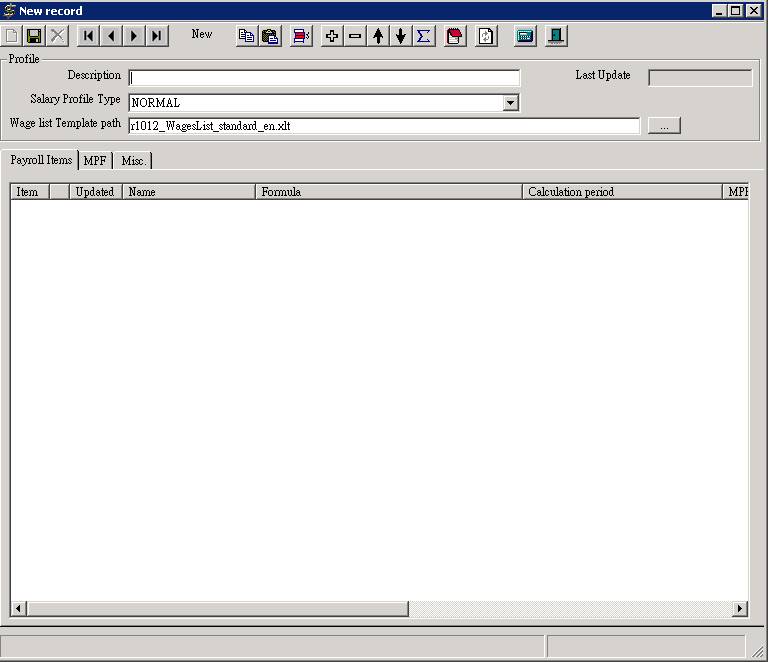 New record
New
Profile
Description
Last Update
Salary Profile Type NORMAL
Wage list Template path r1012_WagesList_standard_en.xlt ...
Payroll Items MPF Misc.
Item Updated Name Formula Calculation period MPF